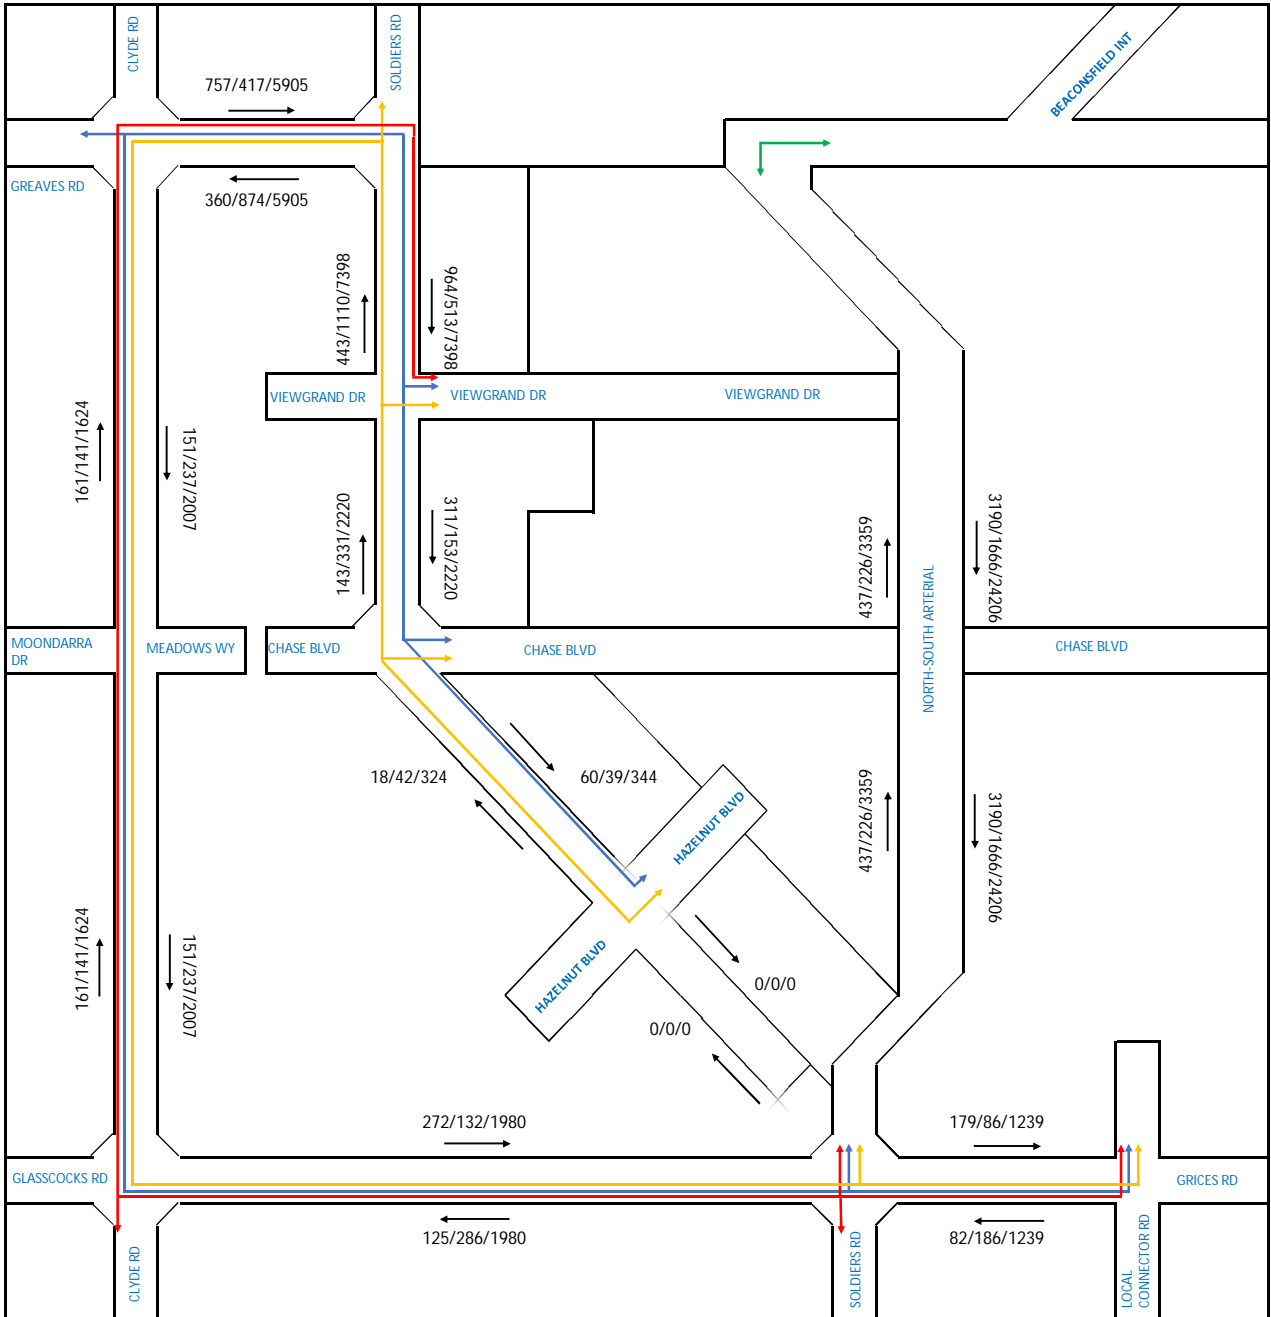 CLYDE RD
SOLDIERS RD
BEACONSFIELD INT
757/417/5905
GREAVES RD
360/874/5905
443/1110/7398
964/513/7398
VIEWGRAND DR
VIEWGRAND DR
VIEWGRAND DR
161/141/1624
151/237/2007
143/331/2220
311/153/2220
437/226/3359
3190/1666/24206
NORTH-SOUTH ARTERIAL
MOONDARRA
DR
MEADOWS WY
CHASE BLVD
CHASE BLVD
CHASE BLVD
18/42/324
60/39/344
HAZELNUT BLVD
437/226/3359
3190/1666/24206
161/141/1624
151/237/2007
HAZELNUT BLVD
0/0/0
0/0/0
272/132/1980
179/86/1239
GLASSCOCKS RD
GRICES RD
125/286/1980
82/186/1239
CLYDE RD
SOLDIERS RD
LOCAL
CONNECTOR RD